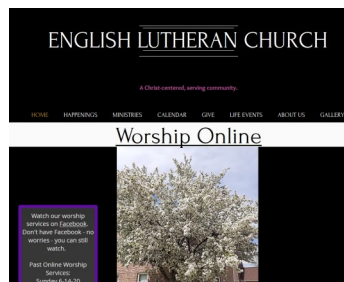 ENGLISH LUTHERAN CHURCH
A Christ-centered, serving community.
HOME HAPPENINGS MINISTRIES CALENDAR GIVE LIFE EVENTS ABOUT US GALLERY
Worship Online
Watch our worship
services on Facebook.
Don't have Facebook - no
worries - you can still
watch.
Past Online Worship
Services:
Sunday 6-14-20